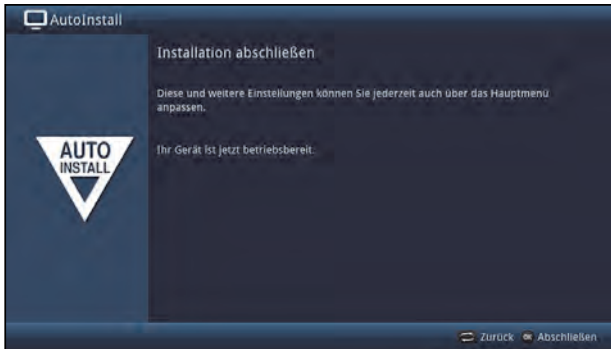 AutoInstall
Installation abschließen
Diese und weitere Einstellungen können Sie jederzeit auch über das Hauptmenü
anpassen.
Ihr Gerät ist jetzt betriebsbereit.
AUTO
INSTALL
Zurück OK Abschließen